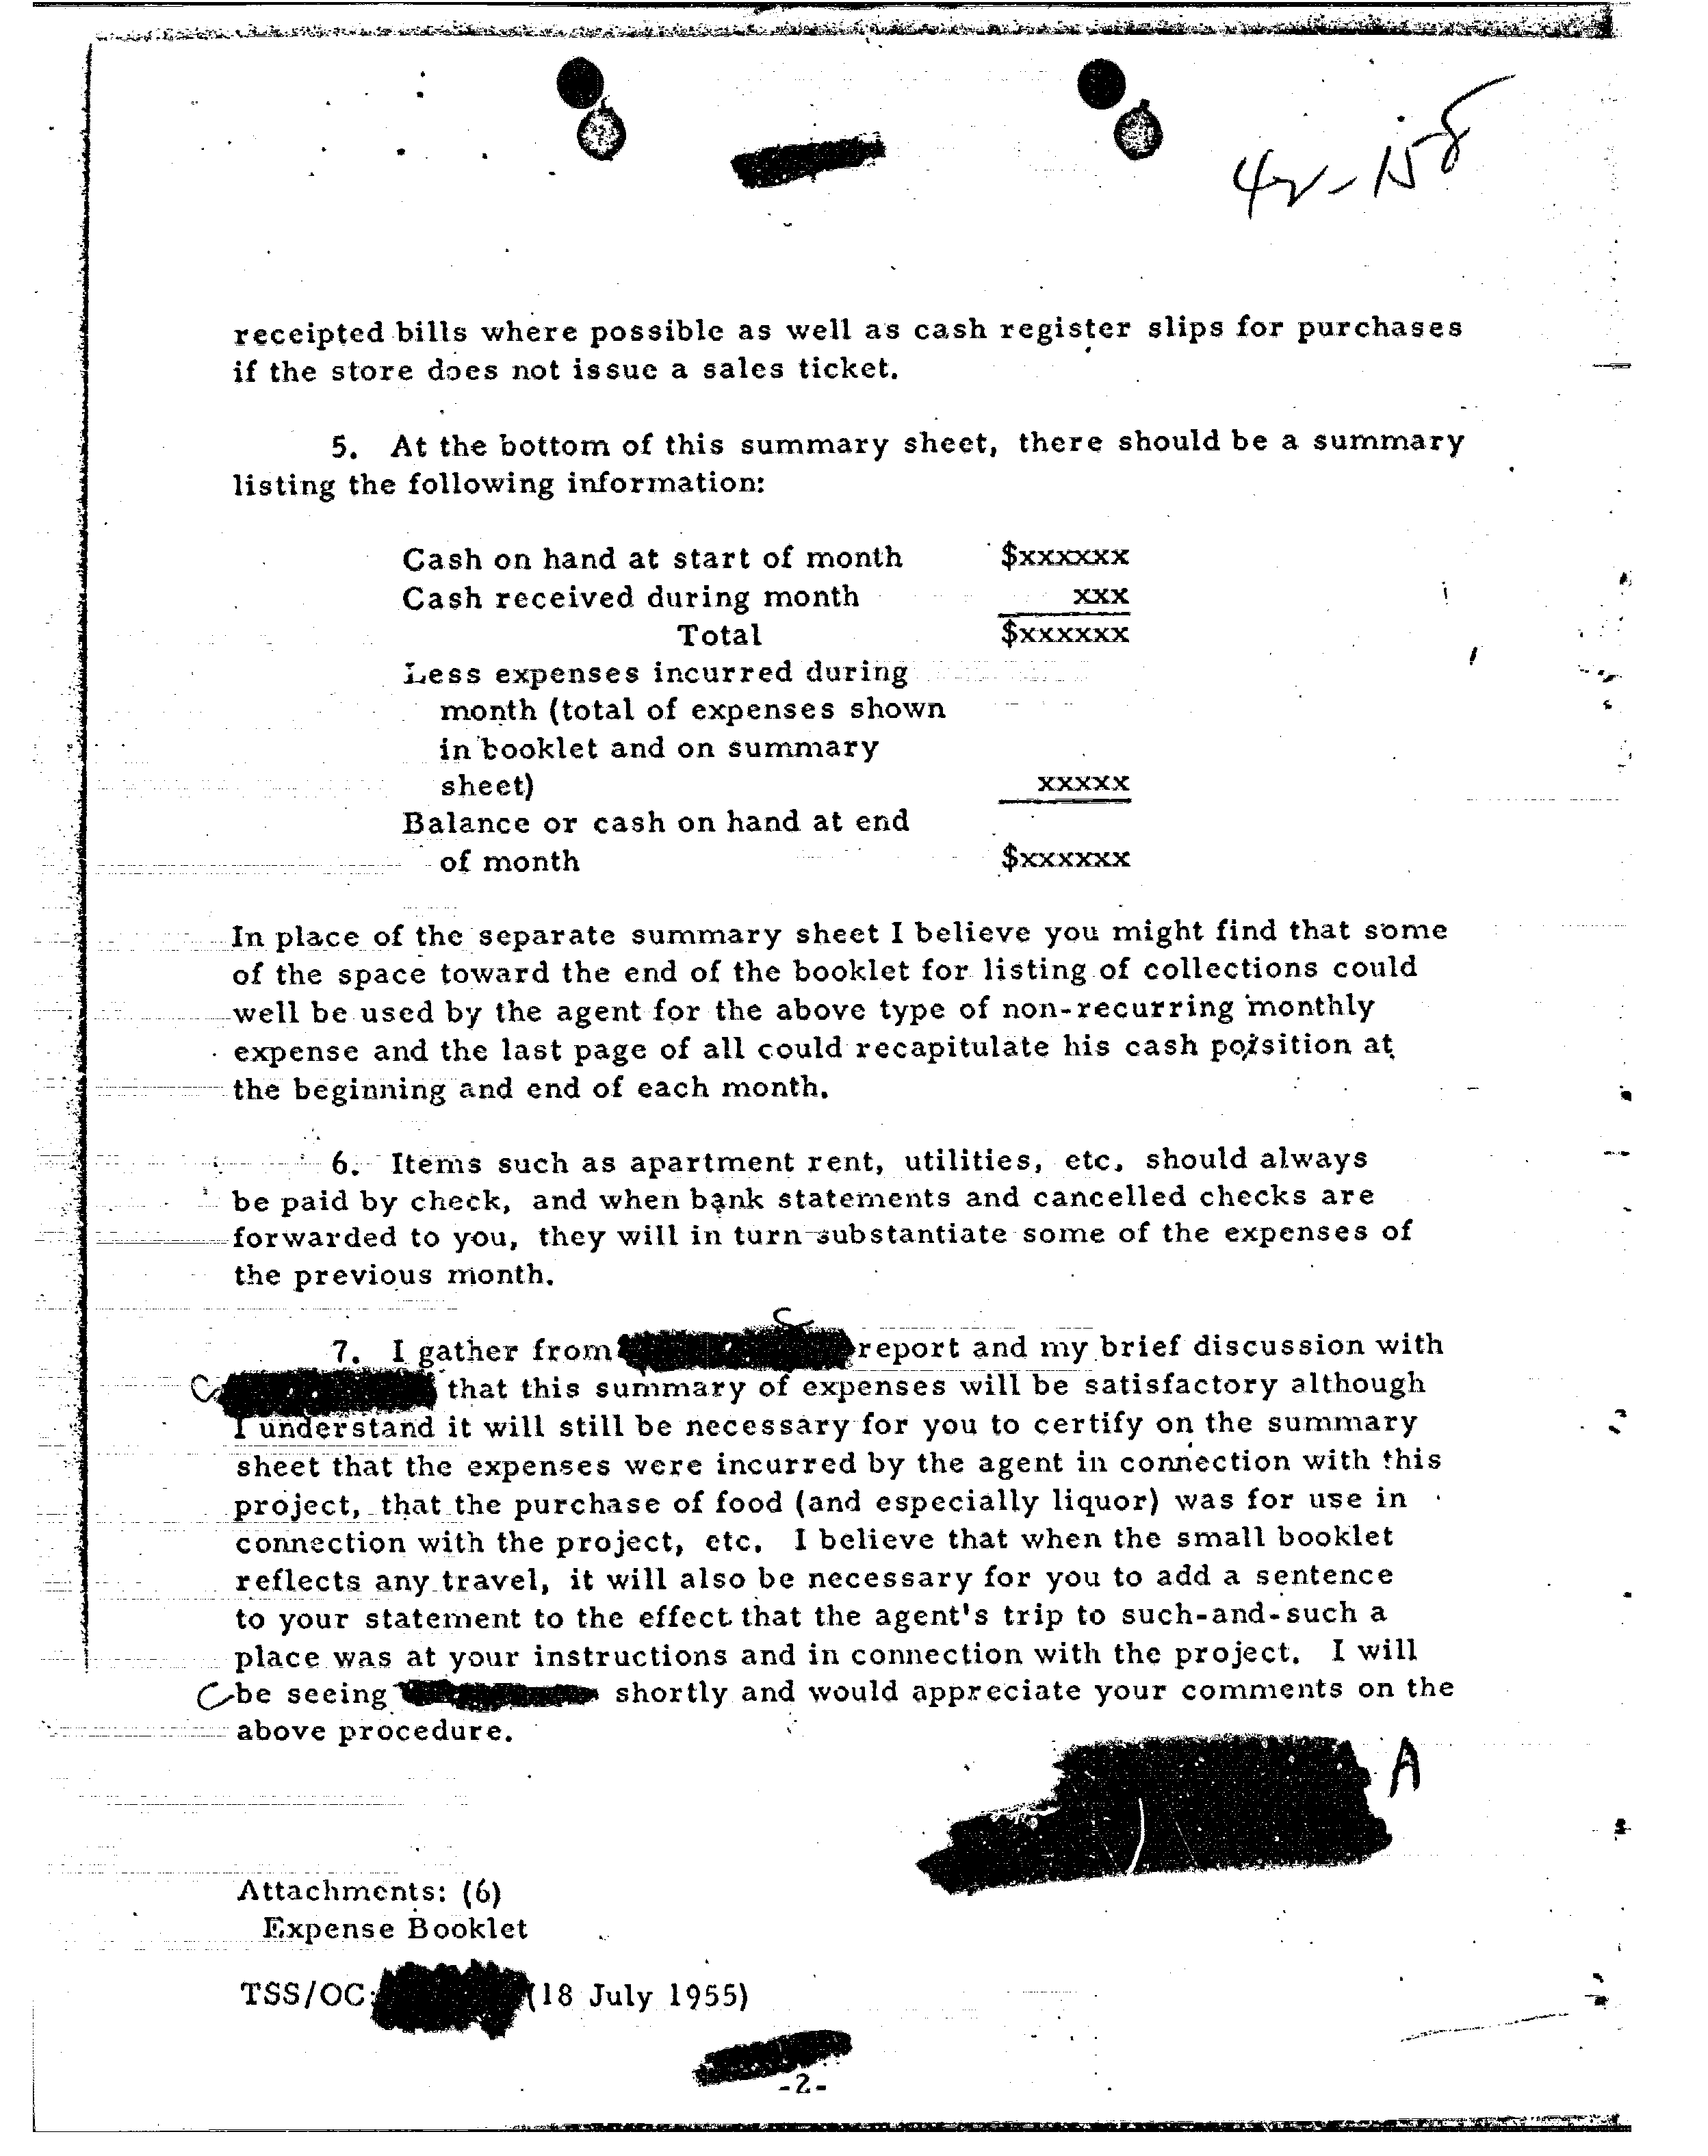 42-158
receipted bills where possible as well as cash register slips for purchases
if the store does not issue a sales ticket.
5. At the bottom of this summary sheet, there should be a summary
listing the following information:
Cash on hand at start of month $xxxxxx
Cash received during month xxx
Total $xxxxxx
Less expenses incurred during
month (total of expenses shown
in booklet and on summary
sheet) xxxxx
Balance or cash on hand at end
of month $xxxxxx
In place of the separate summary sheet I believe you might find that some
of the space toward the end of the booklet for listing of collections could
well be used by the agent for the above type of non-recurring monthly
expense and the last page of all could recapitulate his cash poisition at
the beginning and end of each month.
6. Items such as apartment rent, utilities, etc. should always
be paid by check, and when bank statements and cancelled checks are
forwarded to you, they will in turn substantiate some of the expenses of
the previous month.
C
7. I gather from report and my brief discussion with
C that this summary of expenses will be satisfactory although
I understand it will still be necessary for you to certify on the summary
sheet that the expenses were incurred by the agent in connection with this
project, that the purchase of food (and especially liquor) was for use in
connection with the project, etc. I believe that when the small booklet
reflects any travel, it will also be necessary for you to add a sentence
to your statement to the effect that the agent's trip to such-and-such a
place was at your instructions and in connection with the project. I will
C be seeing shortly and would appreciate your comments on the
above procedure.
A
Attachments: (6)
Expense Booklet
TSS/OC: (18 July 1955)
-2-